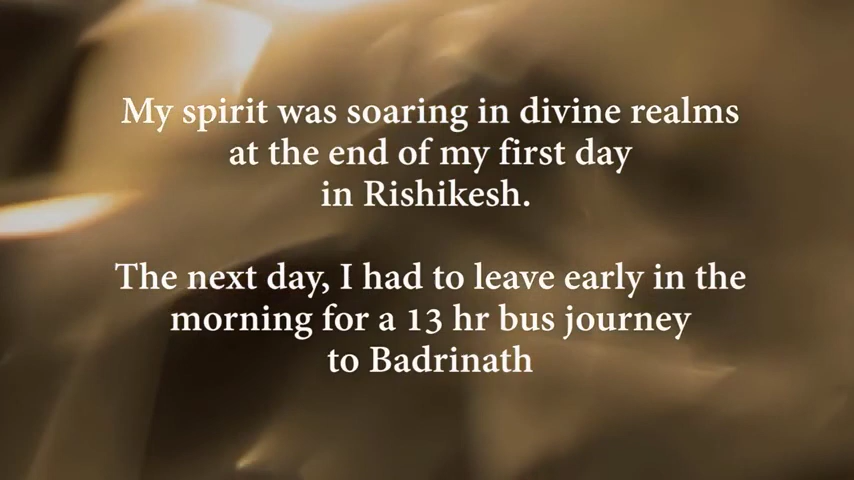 My spirit was soaring in divine realms
at the end of my first day
in Rishikesh.
The next day, I had to leave early in the
morning for a 13 hr bus journey
to Badrinath